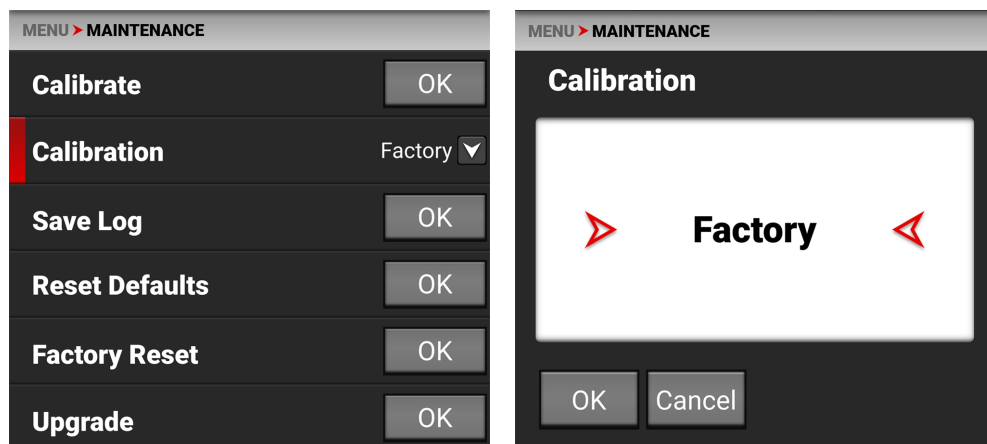 MENU MAINTENANCE
Calibrate OK
Calibration Factory
Save Log OK
Reset Defaults OK
Factory Reset OK
Upgrade OK
MENU MAINTENANCE
Calibration
Factory
OK Cancel